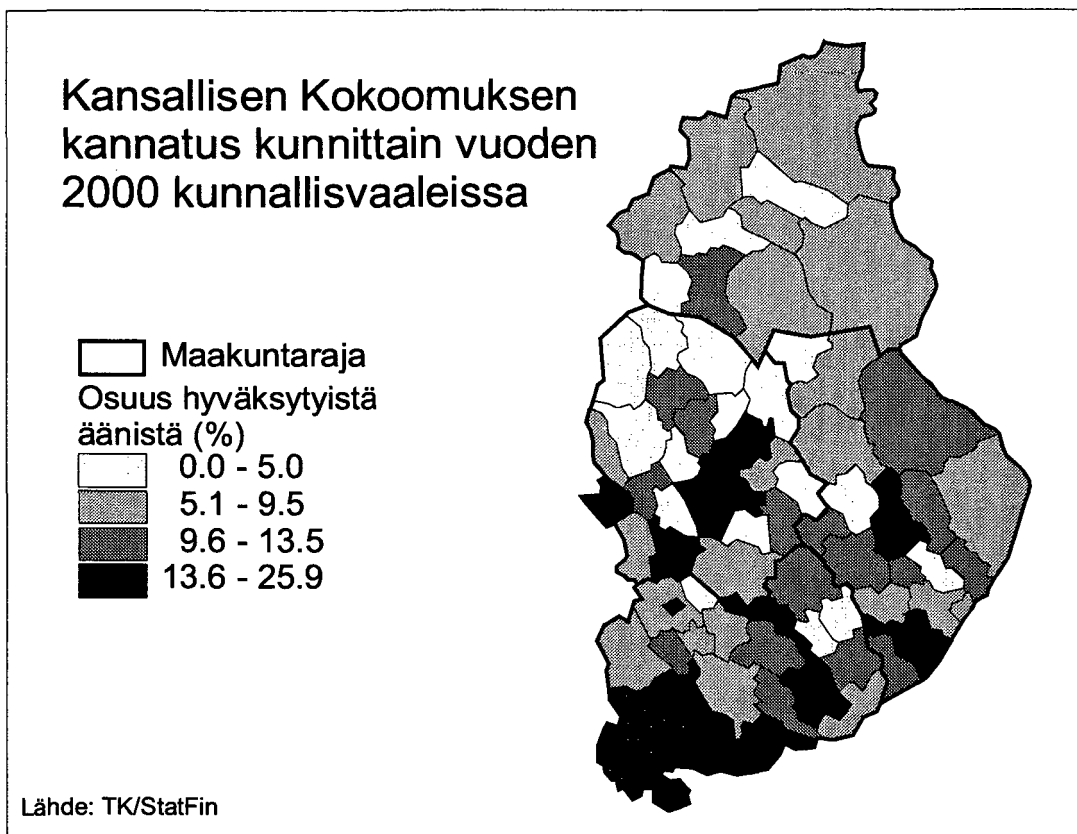 Kansallisen Kokoomuksen
kannatus kunnittain vuoden
2000 kunnallisvaaleissa
Maakuntaraja
Osuus hyväksytyistä
äänistä (%)
0.0 - 5.0
5.1 - 9.5
9.6 - 13.5
13.6 - 25.9
Lähde: TK/StatFin